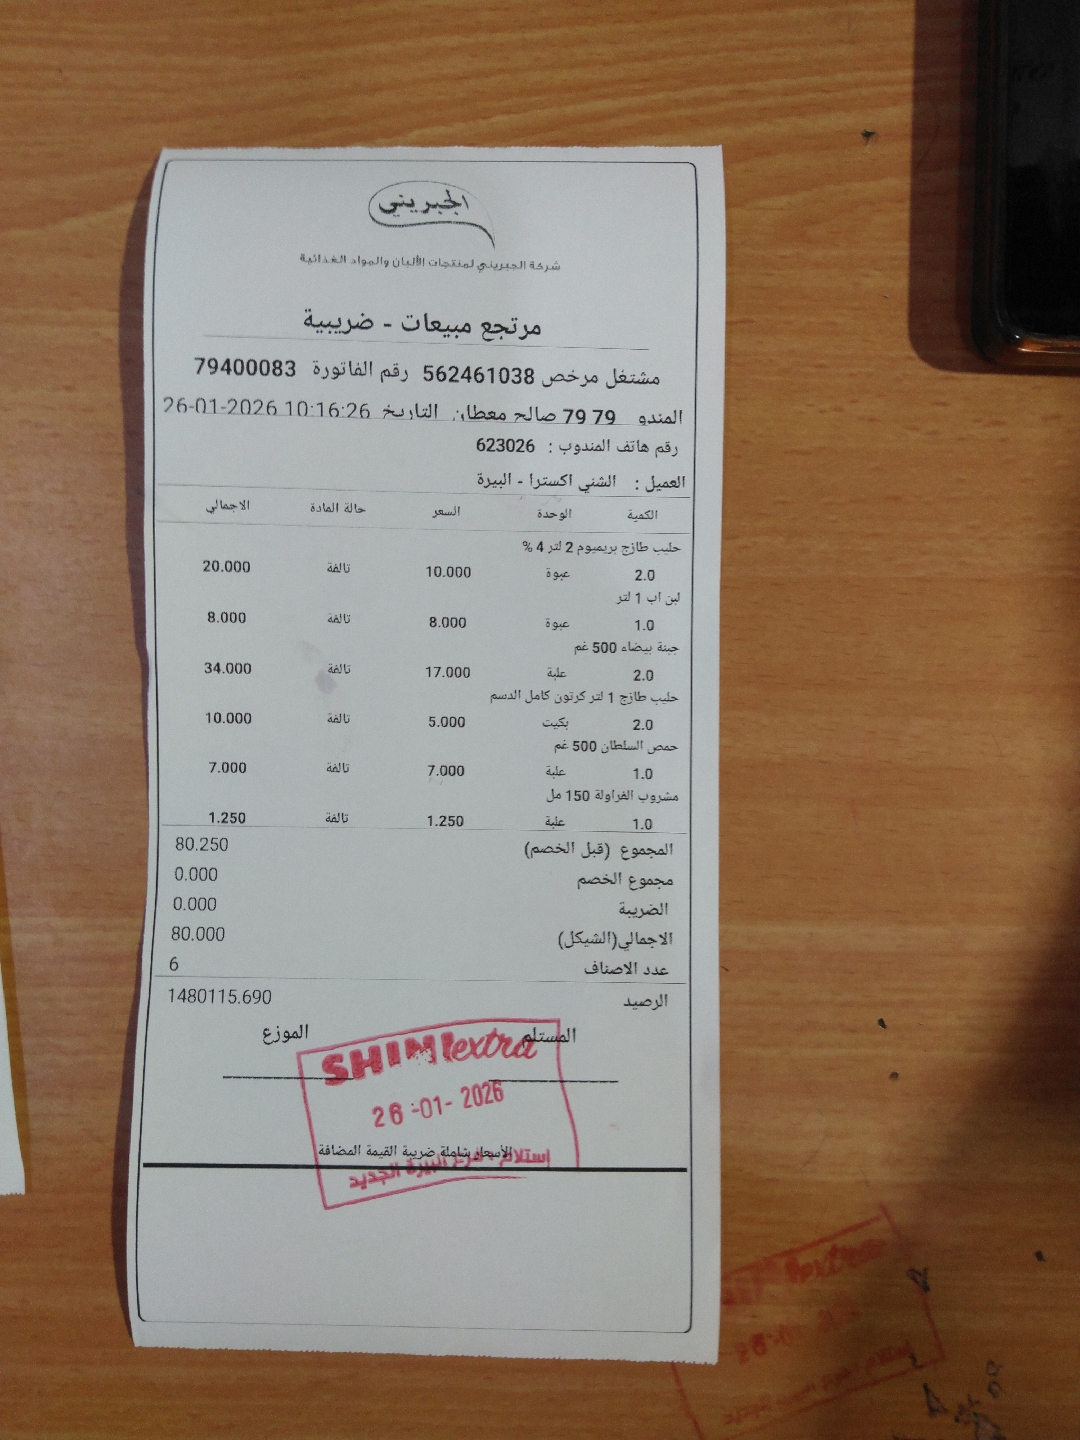 الجبريني
شركة الجبريني لمنتجات الألبان والمواد الغذائية
مرتجع مبيعات - ضريبية
مشتغل مرخص 562461038 رقم الفاتورة 79400083
المندو 79 79 صالح معطان التاريخ 26-01-2026 10:16:26
رقم هاتف المندوب : 623026
العميل : الشني اكسترا - البيرة
الكمية الوحدة السعر حالة المادة الاجمالي
حليب طازج بريميوم 2 لتر 4 %
2.0 عبوة 10.000 تالفة 20.000
لبن اب 1 لتر
1.0 عبوة 8.000 تالفة 8.000
جبنة بيضاء 500 غم
2.0 علبة 17.000 تالفة 34.000
حليب طازج 1 لتر كرتون كامل الدسم
2.0 بكيت 5.000 تالفة 10.000
حمص السلطان 500 غم
1.0 علبة 7.000 تالفة 7.000
مشروب الفراولة 150 مل
1.0 علبة 1.250 تالفة 1.250
المجموع (قبل الخصم) 80.250
مجموع الخصم 0.000
الضريبة 0.000
الاجمالي(الشيكل) 80.000
عدد الاصناف 6
الرصيد 1480115.690
المستلم الموزع
SHINI extra
26-01-2026
الأسعار شاملة ضريبة القيمة المضافة
استلام البيرة الجديد